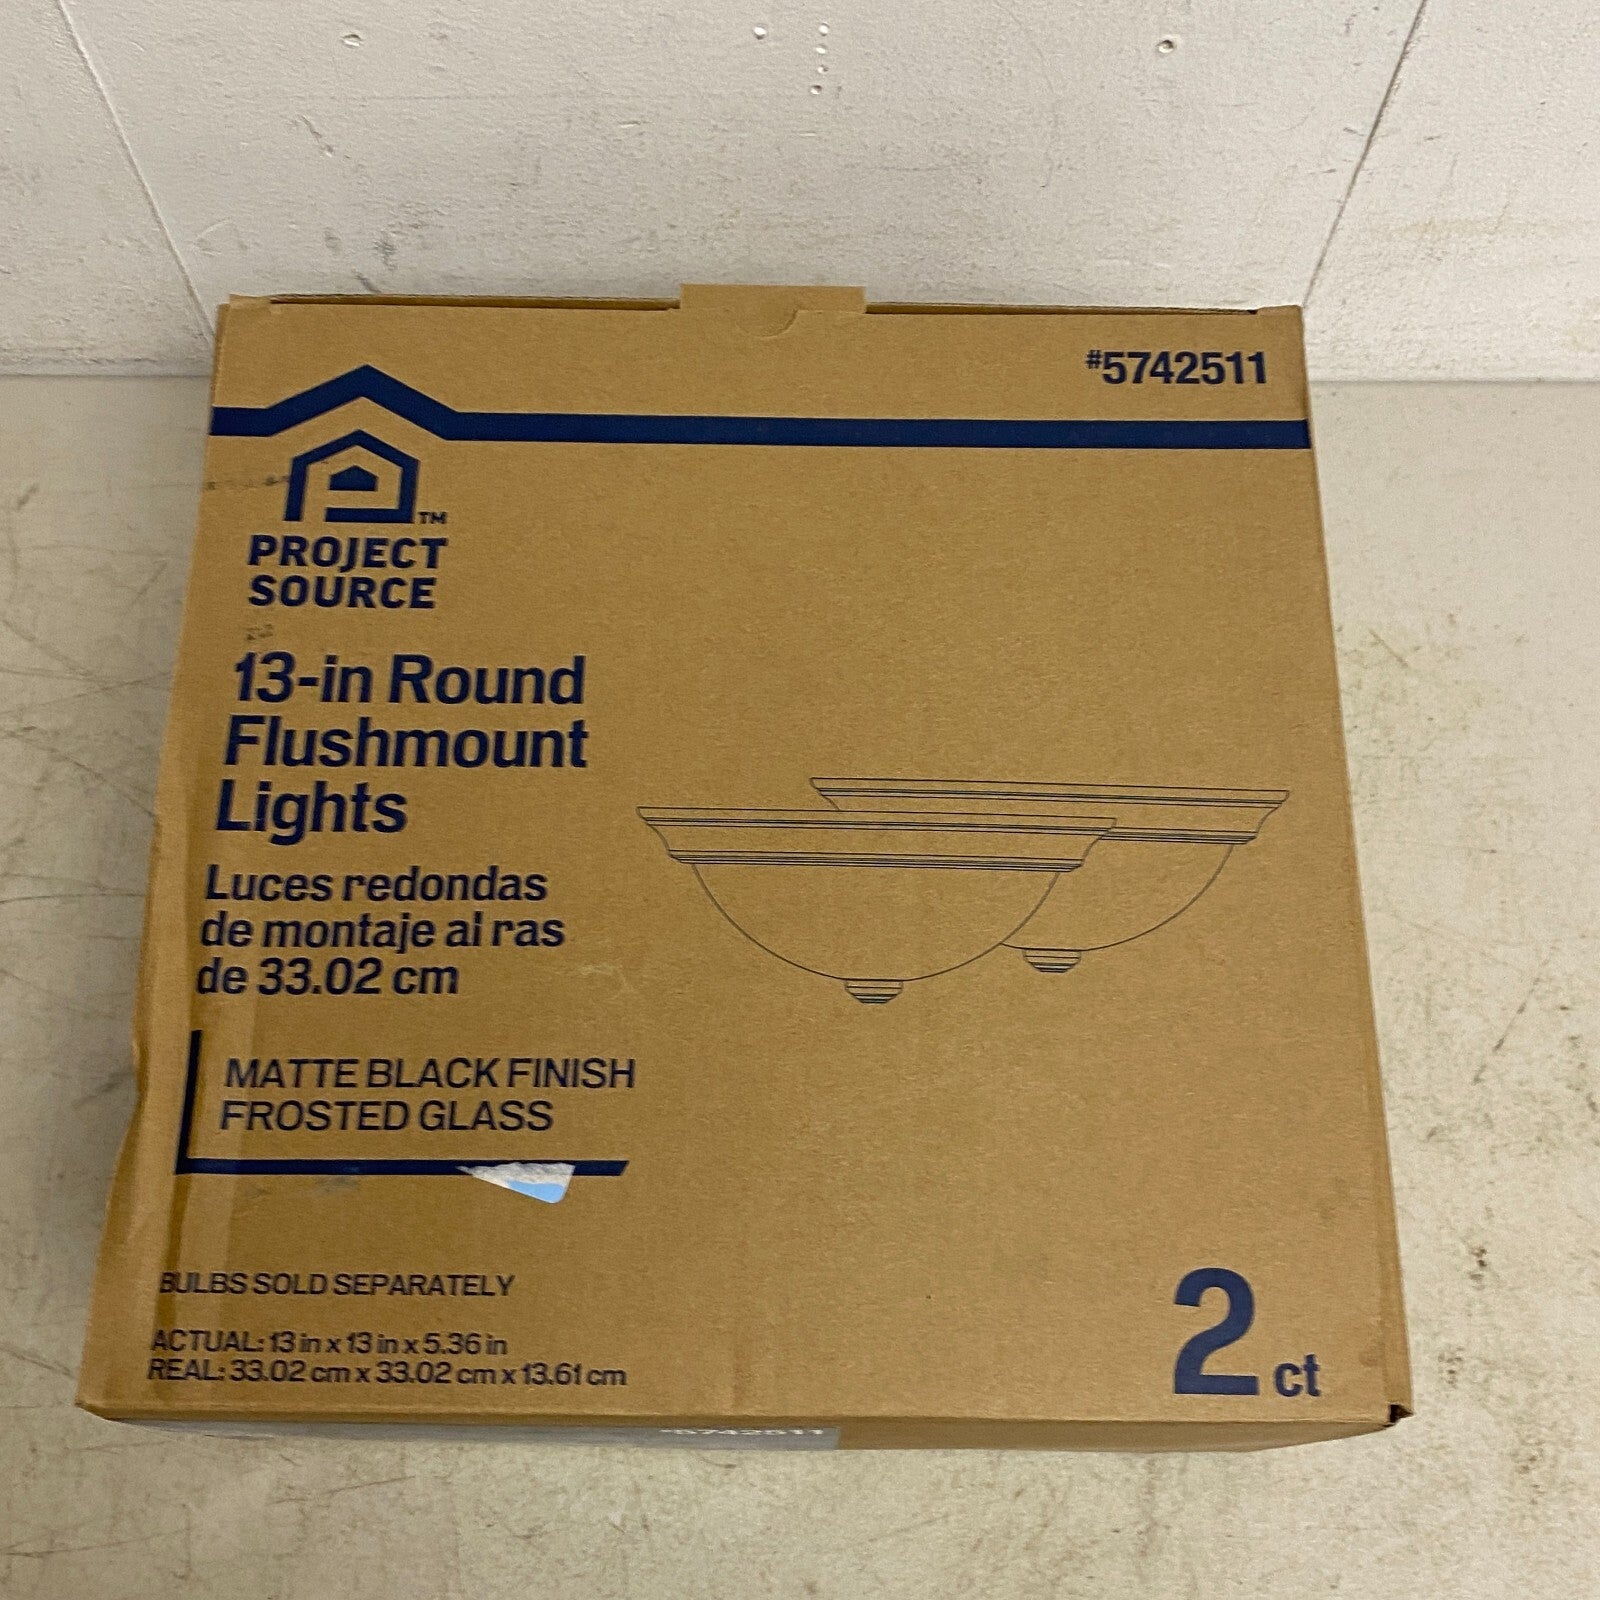 #5742511
TM
PROJECT
SOURCE
13-in Round
Flushmount
Lights
Luces redondas
de montaje al ras
de 33.02 cm
MATTE BLACK FINISH
FROSTED GLASS
BULBS SOLD SEPARATELY
ACTUAL: 13 in x 13 in x 5.36 in
REAL: 33.02 cm x 33.02 cm x 13.61 cm
2 ct
#5742511